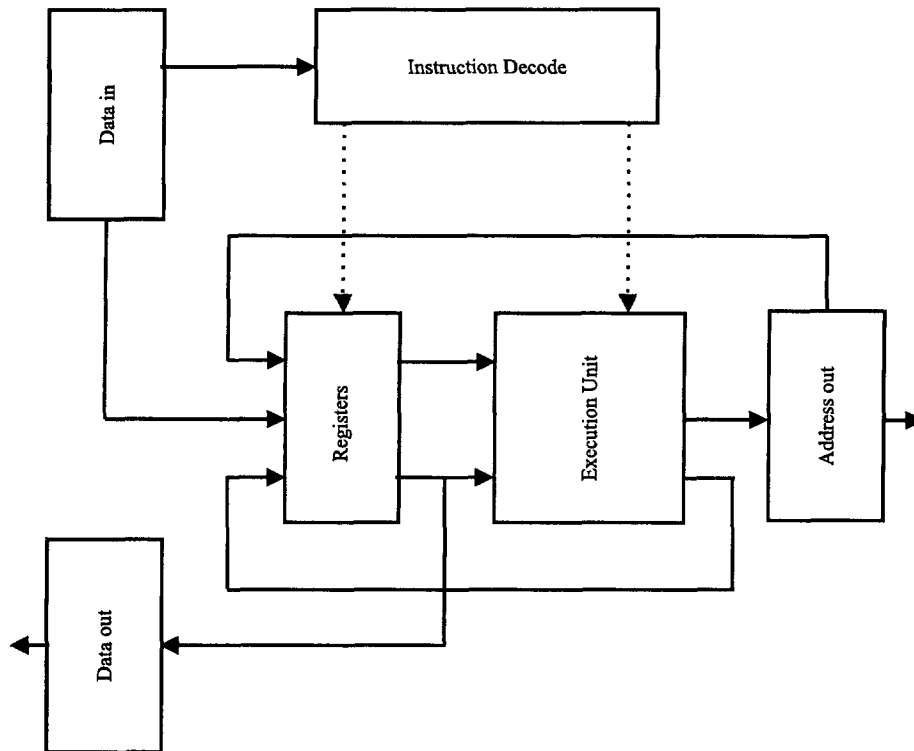 Data in
Instruction Decode
Registers
Execution Unit
Address out
Data out